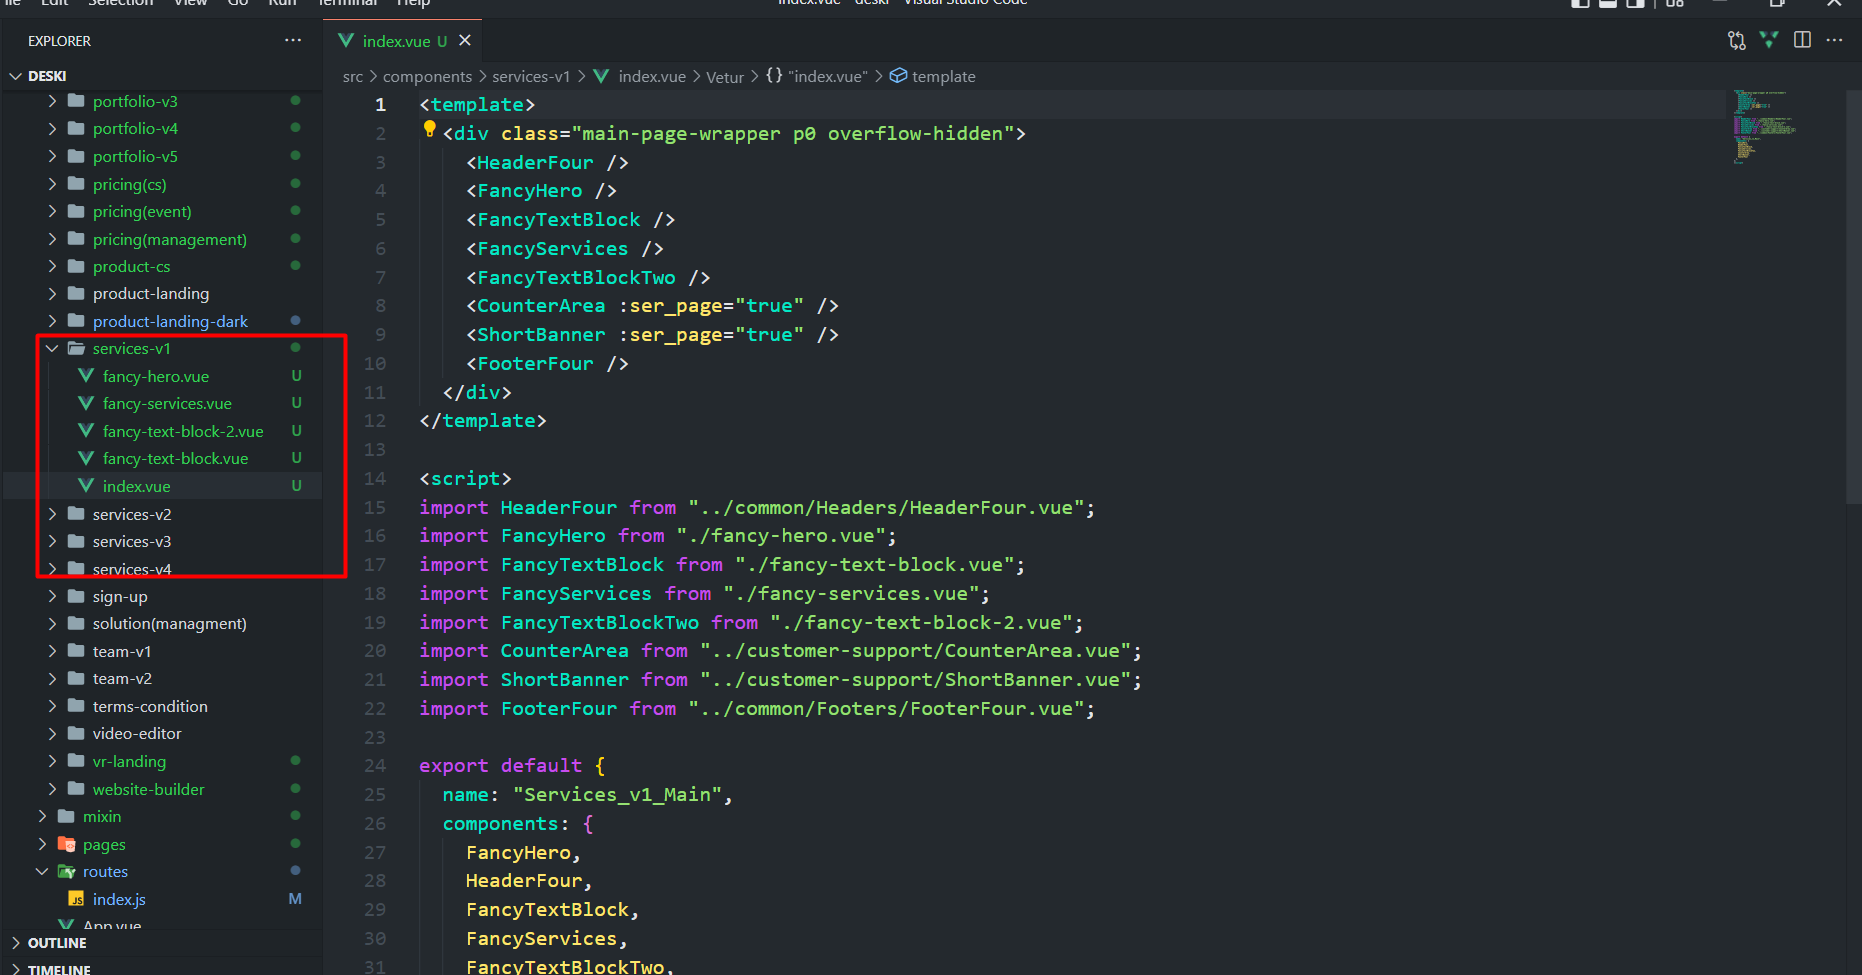 File Edit Selection View Go Run Terminal Help
index.vue - deski - Visual Studio Code
EXPLORER
DESKI
portfolio-v3
portfolio-v4
portfolio-v5
pricing(cs)
pricing(event)
pricing(management)
product-cs
product-landing
product-landing-dark
services-v1
fancy-hero.vue U
fancy-services.vue U
fancy-text-block-2.vue U
fancy-text-block.vue U
index.vue U
services-v2
services-v3
services-v4
sign-up
solution(managment)
team-v1
team-v2
terms-condition
video-editor
vr-landing
website-builder
mixin
pages
routes
JS index.js M
App.vue
OUTLINE
TIMELINE
index.vue U
src > components > services-v1 > index.vue > Vetur > {} "index.vue" > template
1 <template>
2 <div class="main-page-wrapper p0 overflow-hidden">
3 <HeaderFour />
4 <FancyHero />
5 <FancyTextBlock />
6 <FancyServices />
7 <FancyTextBlockTwo />
8 <CounterArea :ser_page="true" />
9 <ShortBanner :ser_page="true" />
10 <FooterFour />
11 </div>
12 </template>
13
14 <script>
15 import HeaderFour from "../common/Headers/HeaderFour.vue";
16 import FancyHero from "./fancy-hero.vue";
17 import FancyTextBlock from "./fancy-text-block.vue";
18 import FancyServices from "./fancy-services.vue";
19 import FancyTextBlockTwo from "./fancy-text-block-2.vue";
20 import CounterArea from "../customer-support/CounterArea.vue";
21 import ShortBanner from "../customer-support/ShortBanner.vue";
22 import FooterFour from "../common/Footers/FooterFour.vue";
23
24 export default {
25 name: "Services_v1_Main",
26 components: {
27 FancyHero,
28 HeaderFour,
29 FancyTextBlock,
30 FancyServices,
31 FancyTextBlockTwo,